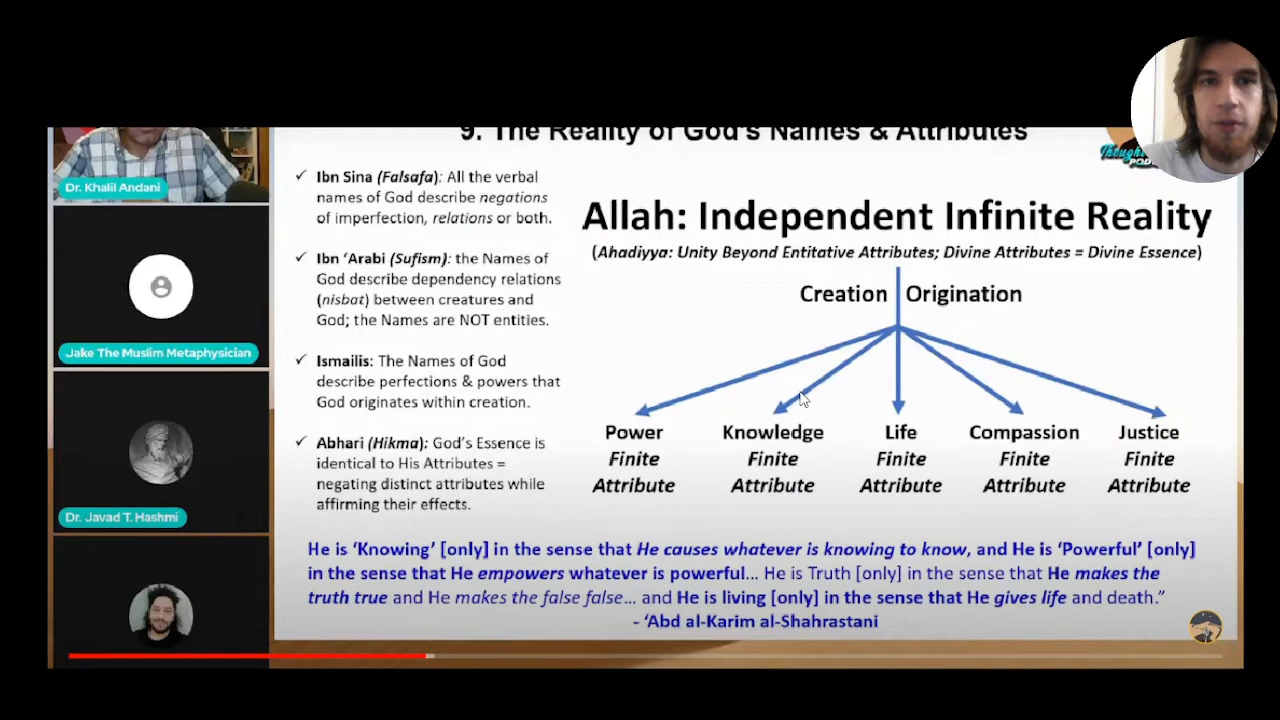 9. The Reality of God's Names & Attributes
Dr. Khalil Andani
Jake The Muslim Metaphysician
Dr. Javad T. Hashmi
✓ Ibn Sina (Falsafa): All the verbal
names of God describe negations
of imperfection, relations or both.
✓ Ibn 'Arabi (Sufism): the Names of
God describe dependency relations
(nisbat) between creatures and
God; the Names are NOT entities.
✓ Ismailis: The Names of God
describe perfections & powers that
God originates within creation.
✓ Abhari (Hikma): God's Essence is
identical to His Attributes =
negating distinct attributes while
affirming their effects.
Allah: Independent Infinite Reality
(Ahadiyya: Unity Beyond Entitative Attributes; Divine Attributes = Divine Essence)
Creation Origination
Power Knowledge Life Compassion Justice
Finite Finite Finite Finite Finite
Attribute Attribute Attribute Attribute Attribute
He is 'Knowing' [only] in the sense that He causes whatever is knowing to know, and He is 'Powerful' [only]
in the sense that He empowers whatever is powerful... He is Truth [only] in the sense that He makes the
truth true and He makes the false false... and He is living [only] in the sense that He gives life and death."
- 'Abd al-Karim al-Shahrastani